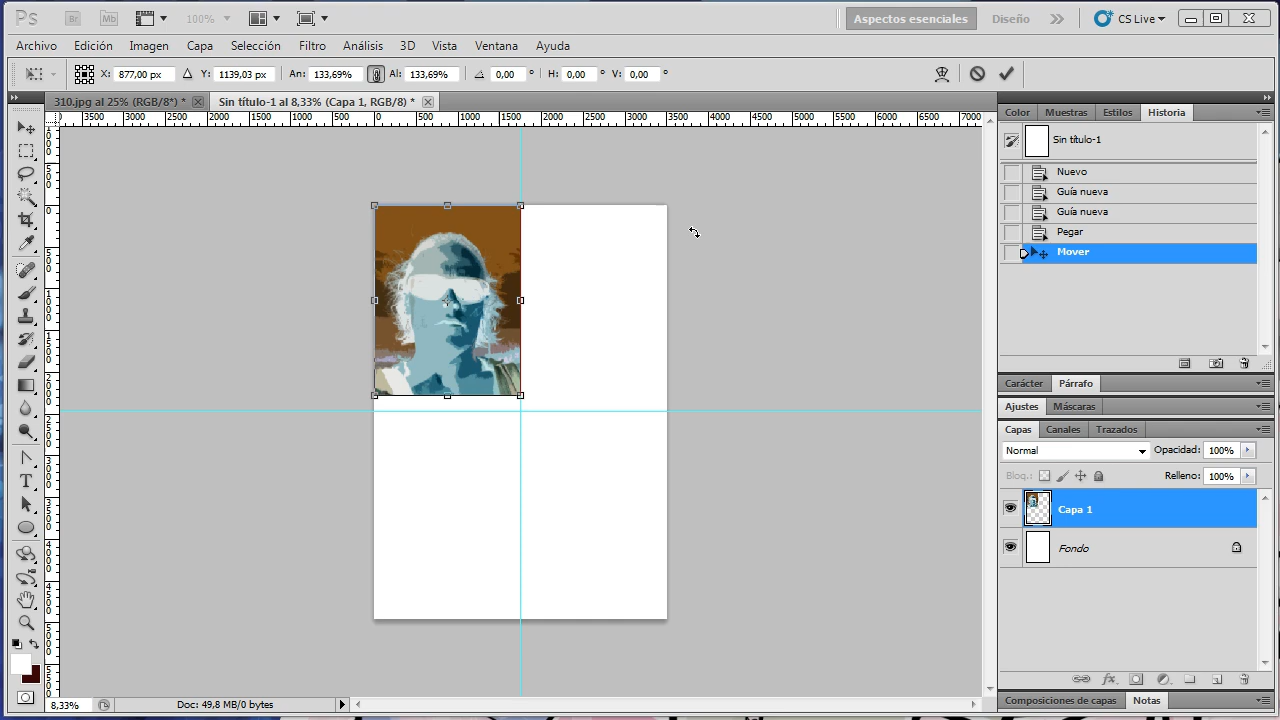 Ps Br Mb 100% Aspectos esenciales Diseño CS Live
Archivo Edición Imagen Capa Selección Filtro Análisis 3D Vista Ventana Ayuda
X: 877,00 px Y: 1139,03 px An: 133,69% Al: 133,69% 0,00 ° H: 0,00 ° V: 0,00 °
310.jpg al 25% (RGB/8*) * Sin título-1 al 8,33% (Capa 1, RGB/8) *
3500 3000 2500 2000 1500 1000 500 0 500 1000 1500 2000 2500 3000 3500 4000 4500 5000 5500 6000 6500 7000
Color Muestras Estilos Historia
Sin título-1
Nuevo
Guía nueva
Guía nueva
Pegar
Mover
Carácter Párrafo
Ajustes Máscaras
Capas Canales Trazados
Normal Opacidad: 100%
Bloq.: Relleno: 100%
Capa 1
Fondo
Composiciones de capas Notas
8,33% Doc: 49,8 MB/0 bytes